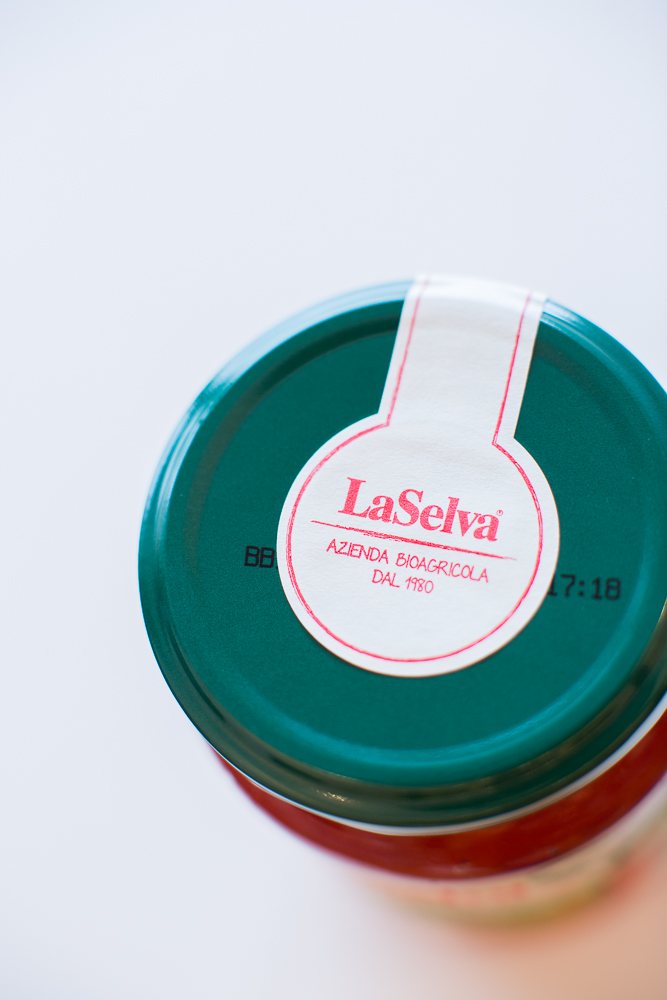 LaSelva®
AZIENDA BIOAGRICOLA
DAL 1980
BB 17:18